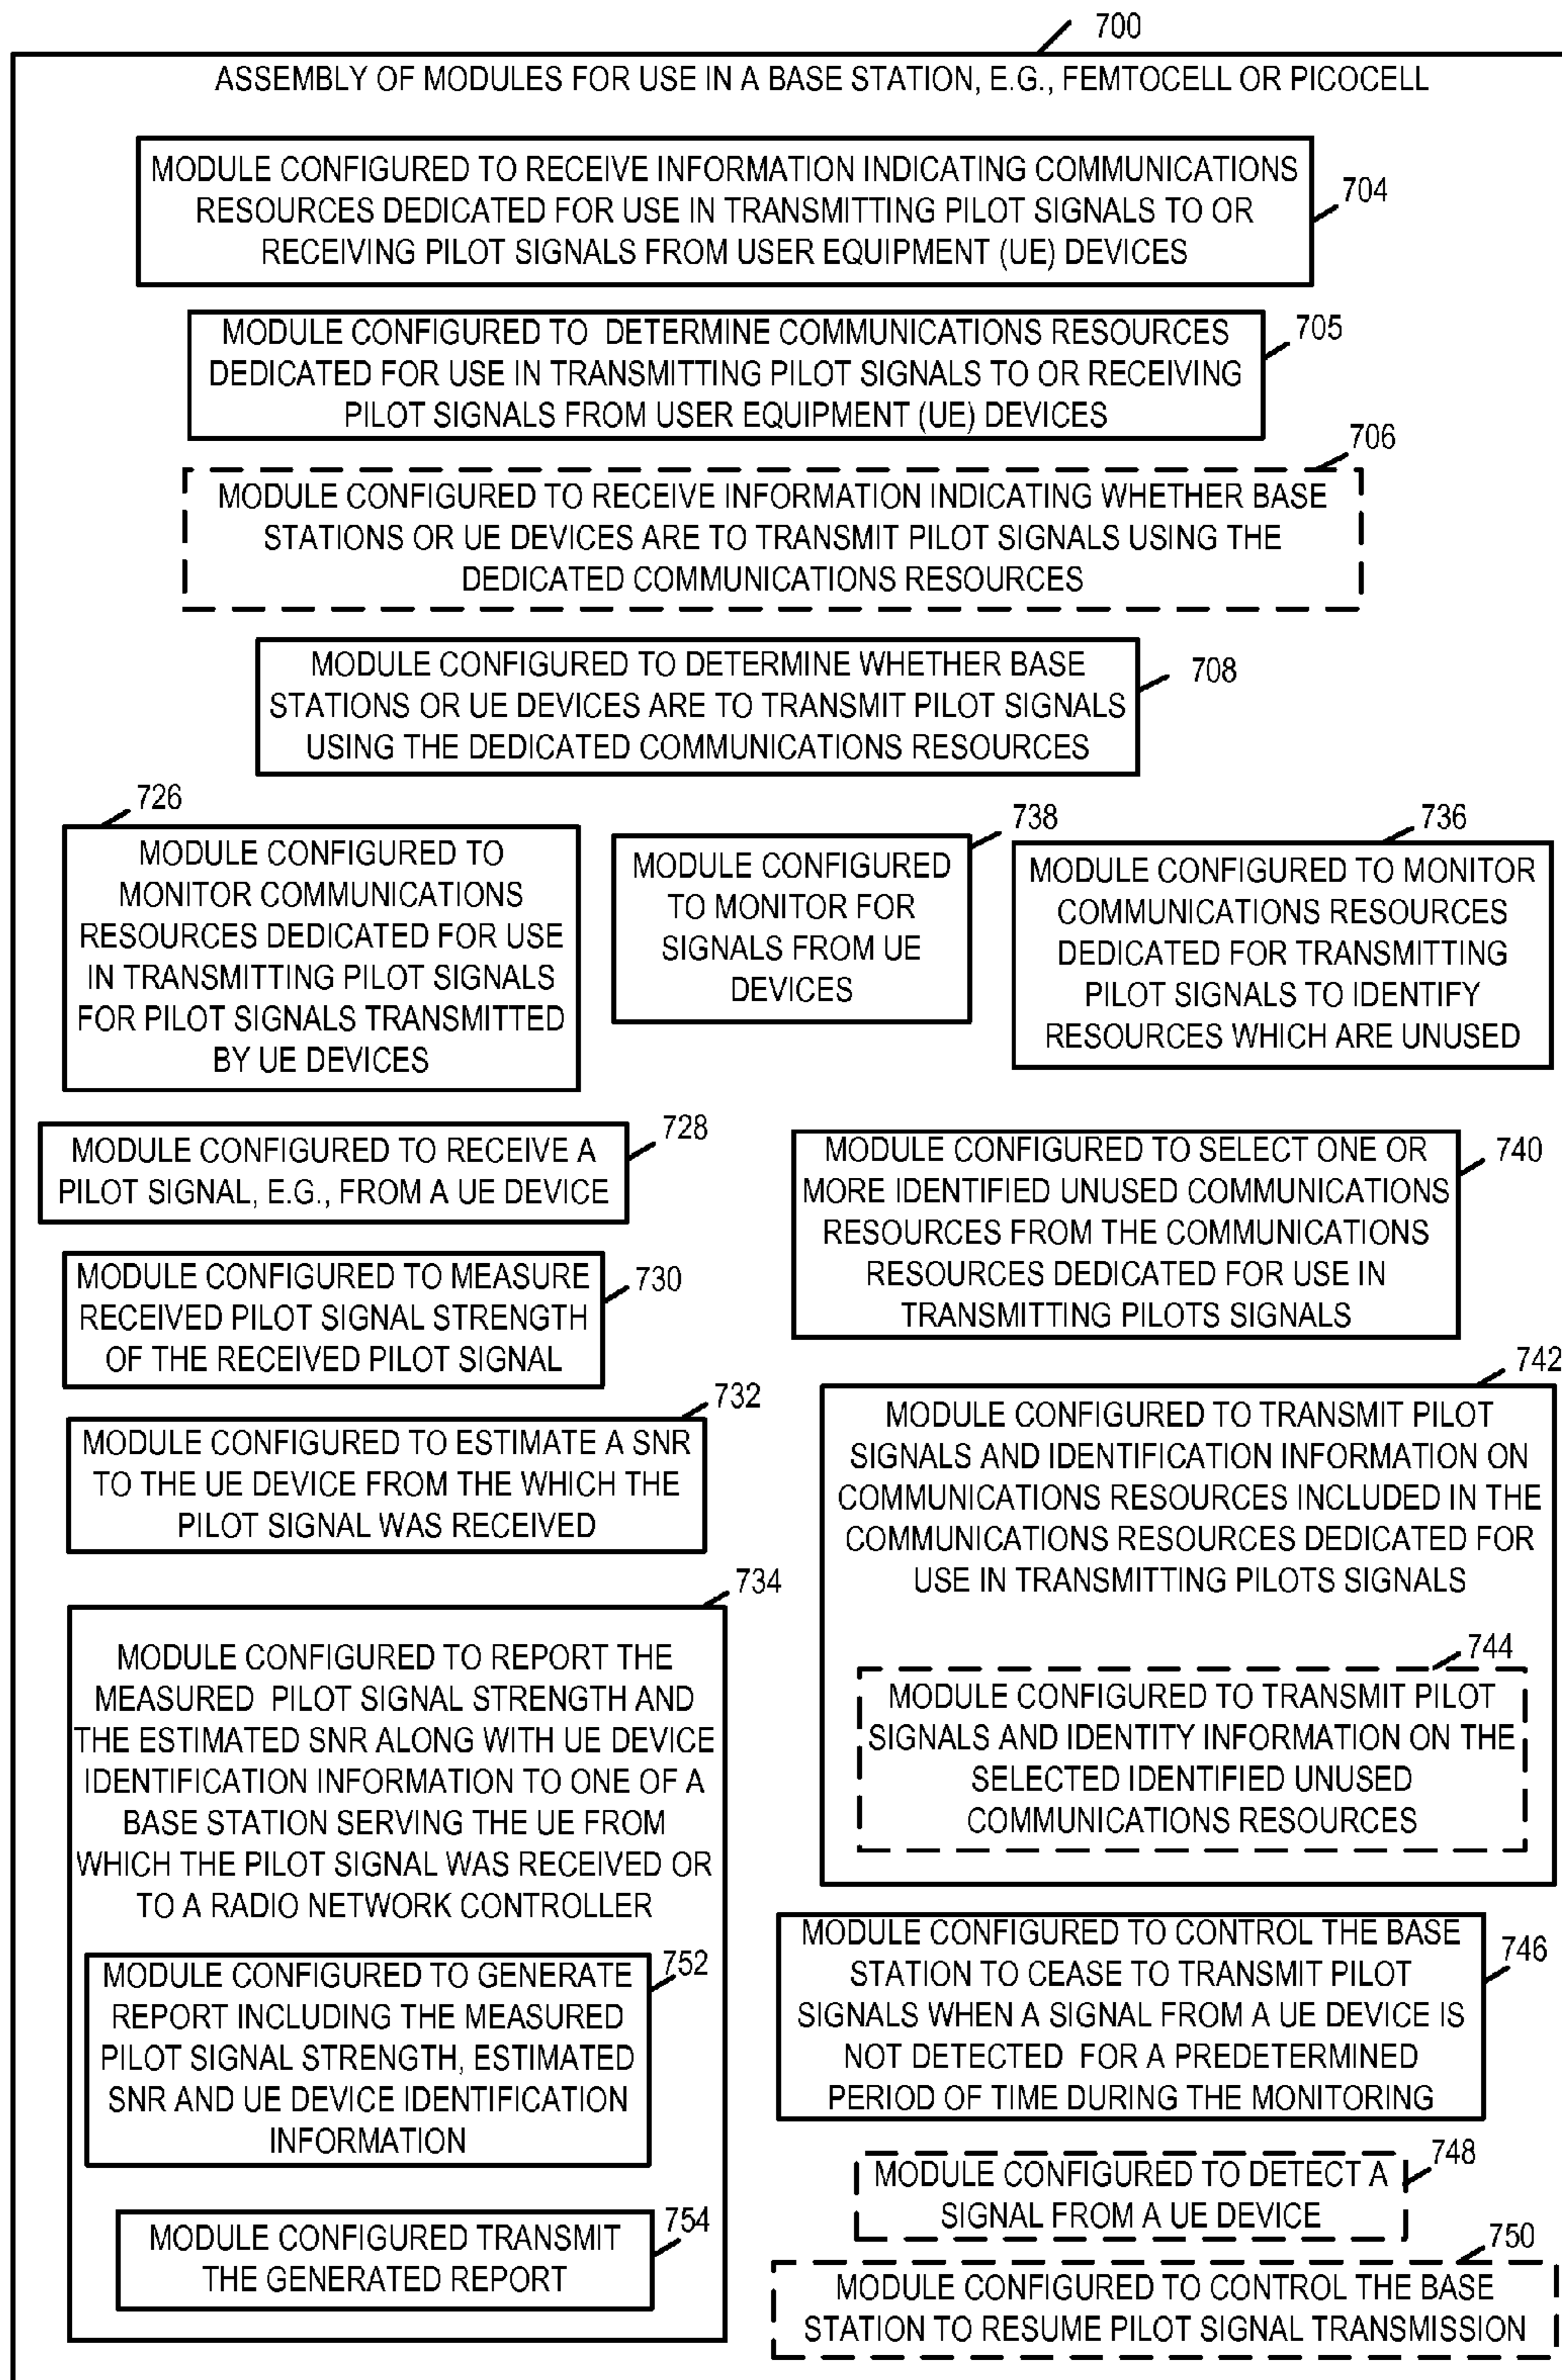 700
ASSEMBLY OF MODULES FOR USE IN A BASE STATION, E.G., FEMTOCELL OR PICOCELL
MODULE CONFIGURED TO RECEIVE INFORMATION INDICATING COMMUNICATIONS
RESOURCES DEDICATED FOR USE IN TRANSMITTING PILOT SIGNALS TO OR
RECEIVING PILOT SIGNALS FROM USER EQUIPMENT (UE) DEVICES
704
MODULE CONFIGURED TO DETERMINE COMMUNICATIONS RESOURCES
DEDICATED FOR USE IN TRANSMITTING PILOT SIGNALS TO OR RECEIVING
PILOT SIGNALS FROM USER EQUIPMENT (UE) DEVICES
705
706
MODULE CONFIGURED TO RECEIVE INFORMATION INDICATING WHETHER BASE
STATIONS OR UE DEVICES ARE TO TRANSMIT PILOT SIGNALS USING THE
DEDICATED COMMUNICATIONS RESOURCES
MODULE CONFIGURED TO DETERMINE WHETHER BASE
STATIONS OR UE DEVICES ARE TO TRANSMIT PILOT SIGNALS
USING THE DEDICATED COMMUNICATIONS RESOURCES
708
726
MODULE CONFIGURED TO
MONITOR COMMUNICATIONS
RESOURCES DEDICATED FOR USE
IN TRANSMITTING PILOT SIGNALS
FOR PILOT SIGNALS TRANSMITTED
BY UE DEVICES
738
MODULE CONFIGURED
TO MONITOR FOR
SIGNALS FROM UE
DEVICES
736
MODULE CONFIGURED TO MONITOR
COMMUNICATIONS RESOURCES
DEDICATED FOR TRANSMITTING
PILOT SIGNALS TO IDENTIFY
RESOURCES WHICH ARE UNUSED
728
MODULE CONFIGURED TO RECEIVE A
PILOT SIGNAL, E.G., FROM A UE DEVICE
730
MODULE CONFIGURED TO MEASURE
RECEIVED PILOT SIGNAL STRENGTH
OF THE RECEIVED PILOT SIGNAL
732
MODULE CONFIGURED TO ESTIMATE A SNR
TO THE UE DEVICE FROM THE WHICH THE
PILOT SIGNAL WAS RECEIVED
734
MODULE CONFIGURED TO REPORT THE
MEASURED PILOT SIGNAL STRENGTH AND
THE ESTIMATED SNR ALONG WITH UE DEVICE
IDENTIFICATION INFORMATION TO ONE OF A
BASE STATION SERVING THE UE FROM
WHICH THE PILOT SIGNAL WAS RECEIVED OR
TO A RADIO NETWORK CONTROLLER
752
MODULE CONFIGURED TO GENERATE
REPORT INCLUDING THE MEASURED
PILOT SIGNAL STRENGTH, ESTIMATED
SNR AND UE DEVICE IDENTIFICATION
INFORMATION
754
MODULE CONFIGURED TRANSMIT
THE GENERATED REPORT
740
MODULE CONFIGURED TO SELECT ONE OR
MORE IDENTIFIED UNUSED COMMUNICATIONS
RESOURCES FROM THE COMMUNICATIONS
RESOURCES DEDICATED FOR USE IN
TRANSMITTING PILOTS SIGNALS
742
MODULE CONFIGURED TO TRANSMIT PILOT
SIGNALS AND IDENTIFICATION INFORMATION ON
COMMUNICATIONS RESOURCES INCLUDED IN THE
COMMUNICATIONS RESOURCES DEDICATED FOR
USE IN TRANSMITTING PILOTS SIGNALS
744
MODULE CONFIGURED TO TRANSMIT PILOT
SIGNALS AND IDENTITY INFORMATION ON THE
SELECTED IDENTIFIED UNUSED
COMMUNICATIONS RESOURCES
MODULE CONFIGURED TO CONTROL THE BASE
STATION TO CEASE TO TRANSMIT PILOT
SIGNALS WHEN A SIGNAL FROM A UE DEVICE IS
NOT DETECTED FOR A PREDETERMINED
PERIOD OF TIME DURING THE MONITORING
746
MODULE CONFIGURED TO DETECT A
SIGNAL FROM A UE DEVICE
748
750
MODULE CONFIGURED TO CONTROL THE BASE
STATION TO RESUME PILOT SIGNAL TRANSMISSION